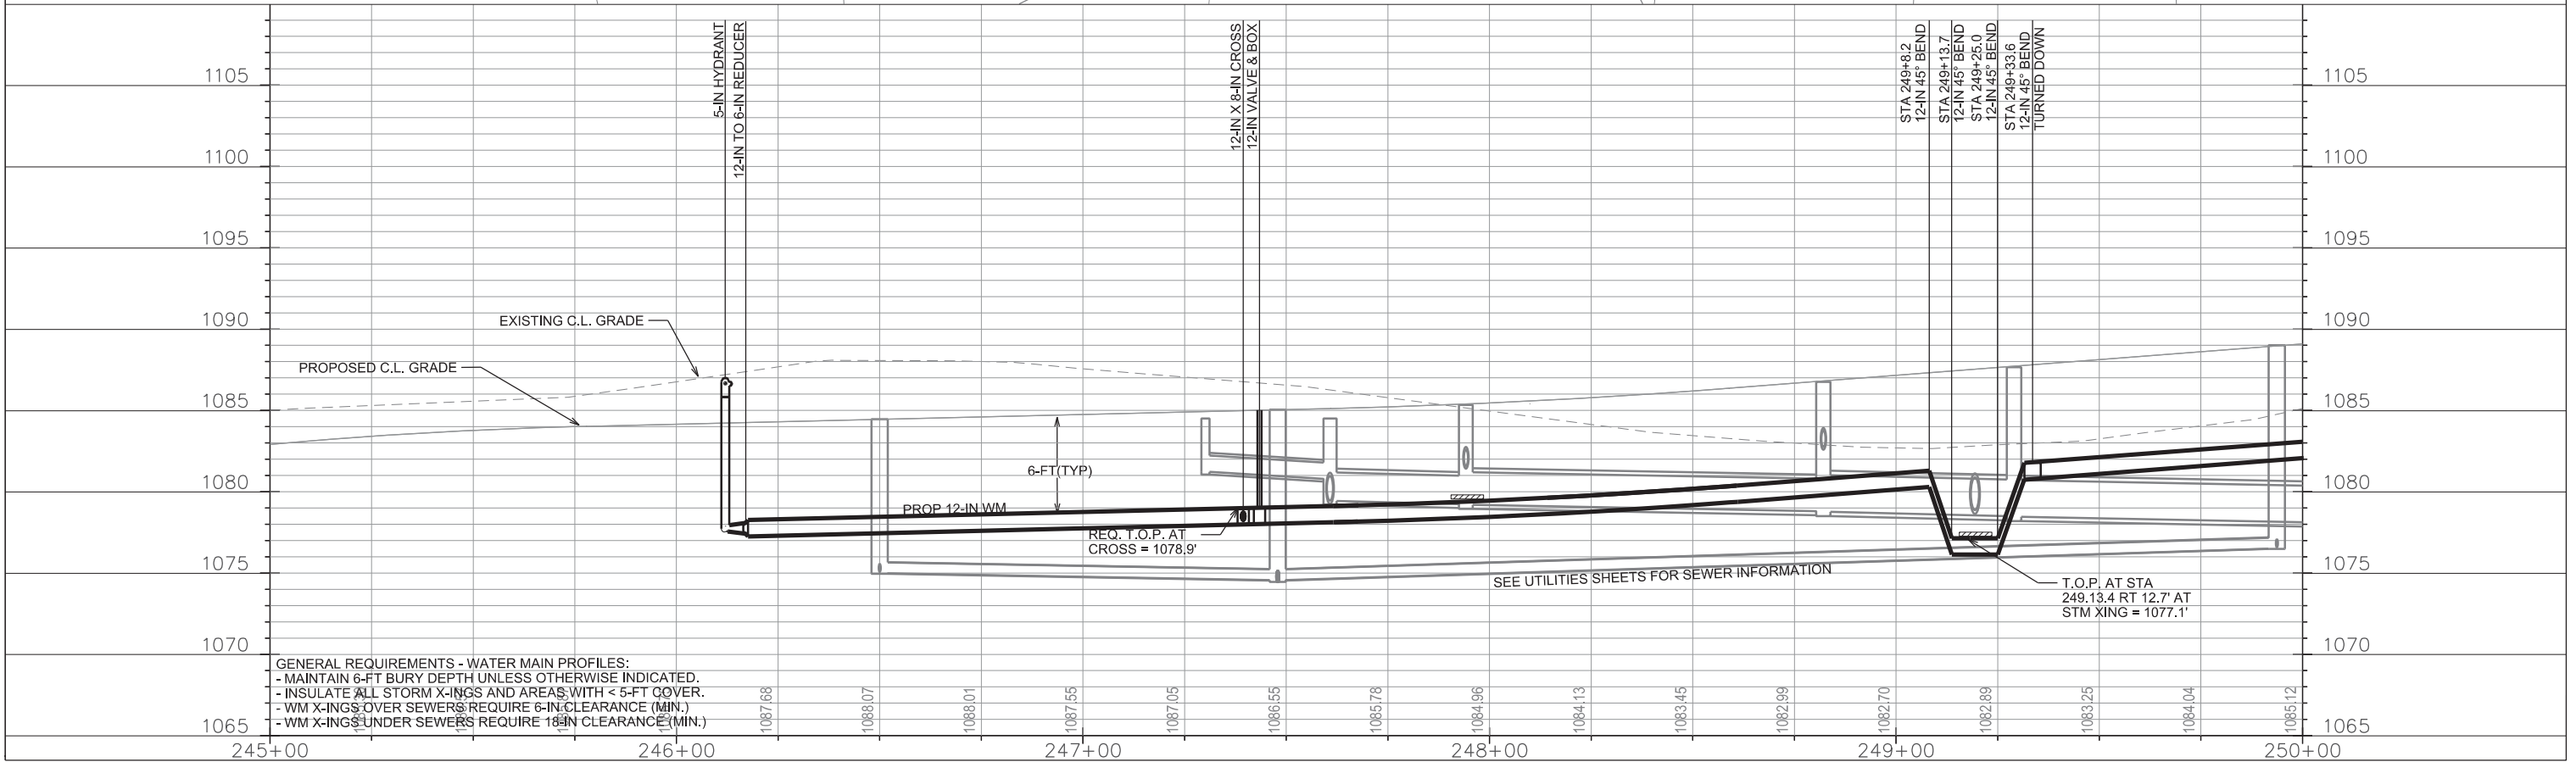 5-IN HYDRANT
12-IN TO 6-IN REDUCER
12-IN X 8-IN CROSS
12-IN VALVE & BOX
STA 249+8.2
12-IN 45° BEND
STA 249+13.7
12-IN 45° BEND
STA 249+25.0
12-IN 45° BEND
STA 249+33.6
12-IN 45° BEND
TURNED DOWN
1105
1105
1100
1100
1095
1095
1090
1090
1085
1085
1080
1080
1075
1075
1070
1070
1065
1065
EXISTING C.L. GRADE
PROPOSED C.L. GRADE
6-FT(TYP)
PROP 12-IN WM
REQ. T.O.P. AT
CROSS = 1078.9'
SEE UTILITIES SHEETS FOR SEWER INFORMATION
T.O.P. AT STA
249.13.4 RT 12.7' AT
STM XING = 1077.1'
GENERAL REQUIREMENTS - WATER MAIN PROFILES:
- MAINTAIN 6-FT BURY DEPTH UNLESS OTHERWISE INDICATED.
- INSULATE ALL STORM X-INGS AND AREAS WITH < 5-FT COVER.
- WM X-INGS OVER SEWERS REQUIRE 6-IN CLEARANCE (MIN.)
- WM X-INGS UNDER SEWERS REQUIRE 18-IN CLEARANCE (MIN.)
1087.68
1088.07
1088.01
1087.55
1087.05
1086.55
1085.78
1084.96
1084.13
1083.45
1082.99
1082.70
1082.89
1083.25
1084.04
1085.12
245+00
246+00
247+00
248+00
249+00
250+00